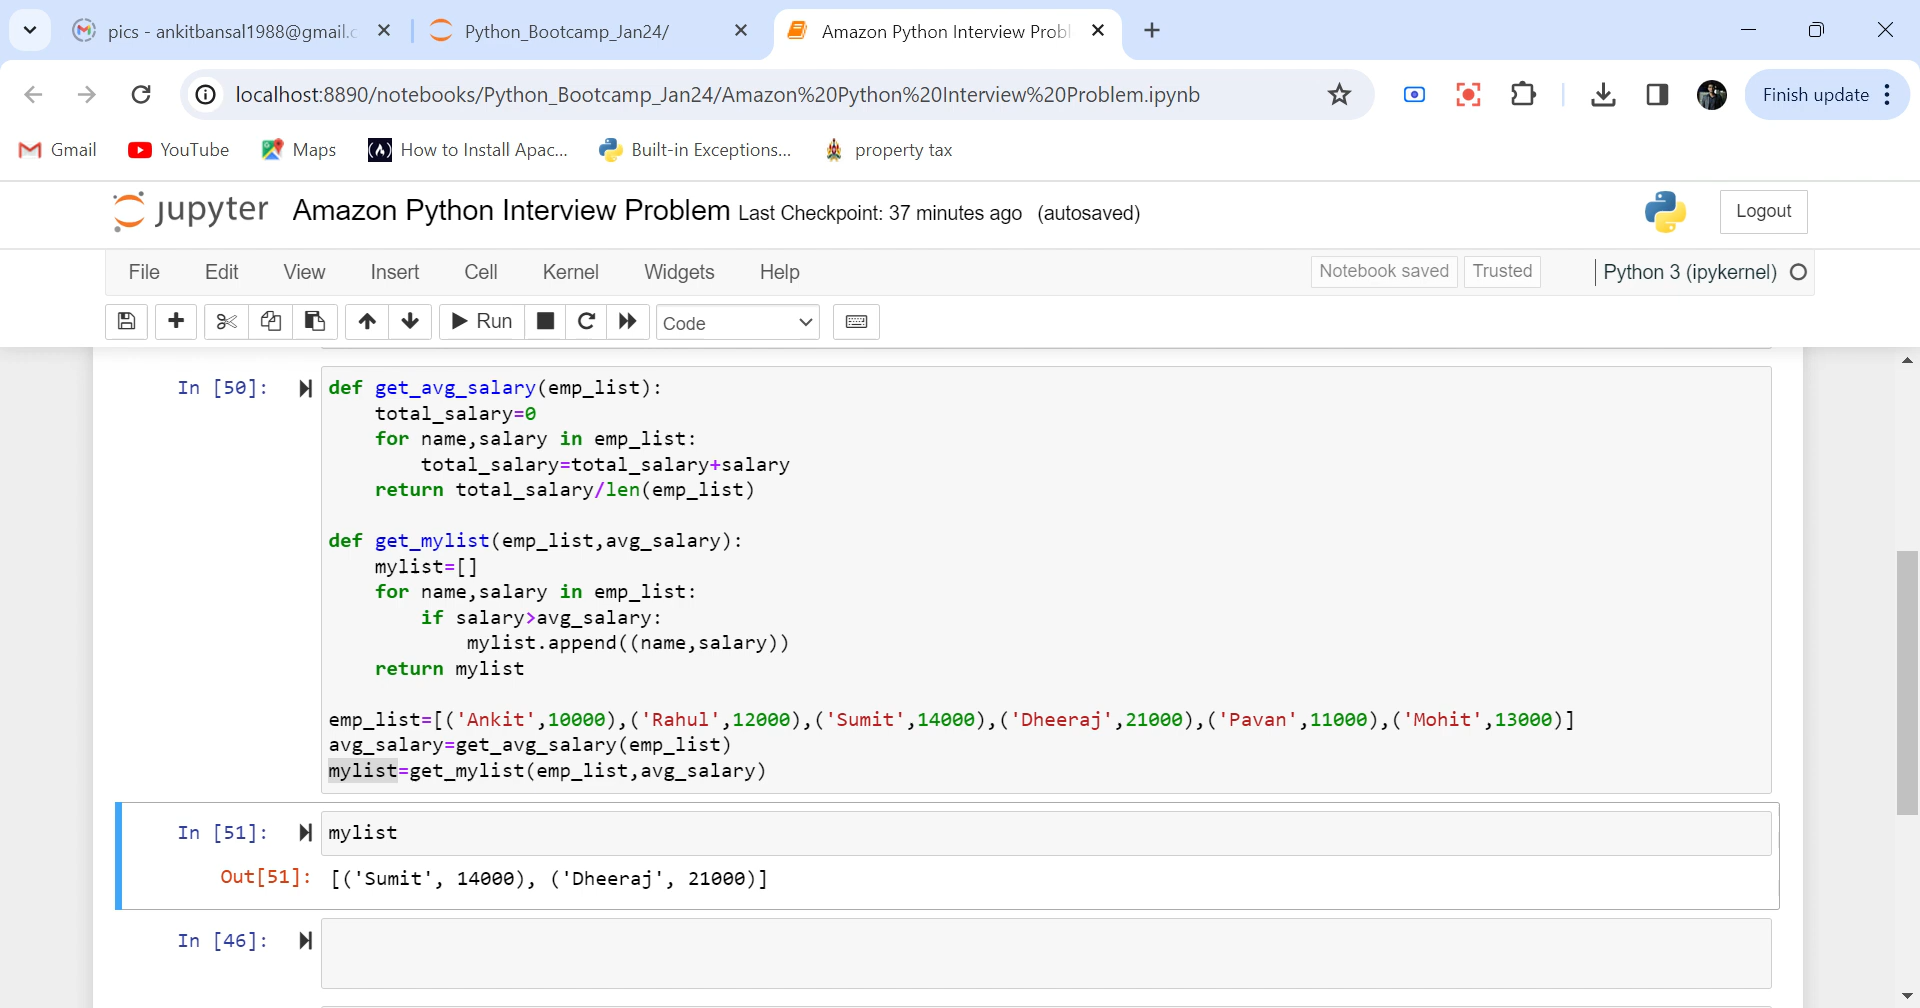 pics - ankitbansal1988@gmail.c
Python_Bootcamp_Jan24/
Amazon Python Interview Probl
localhost:8890/notebooks/Python_Bootcamp_Jan24/Amazon%20Python%20Interview%20Problem.ipynb
Finish update
Gmail
YouTube
Maps
How to Install Apac...
Built-in Exceptions...
property tax
jupyter Amazon Python Interview Problem Last Checkpoint: 37 minutes ago (autosaved)
Logout
File Edit View Insert Cell Kernel Widgets Help
Notebook saved
Trusted
Python 3 (ipykernel)
Run
Code
In [50]:
def get_avg_salary(emp_list):
    total_salary=0
    for name,salary in emp_list:
        total_salary=total_salary+salary
    return total_salary/len(emp_list)
def get_mylist(emp_list,avg_salary):
    mylist=[]
    for name,salary in emp_list:
        if salary>avg_salary:
            mylist.append((name,salary))
    return mylist
emp_list=[('Ankit',10000),('Rahul',12000),('Sumit',14000),('Dheeraj',21000),('Pavan',11000),('Mohit',13000)]
avg_salary=get_avg_salary(emp_list)
mylist=get_mylist(emp_list,avg_salary)
In [51]: mylist
Out[51]: [('Sumit', 14000), ('Dheeraj', 21000)]
In [46]: